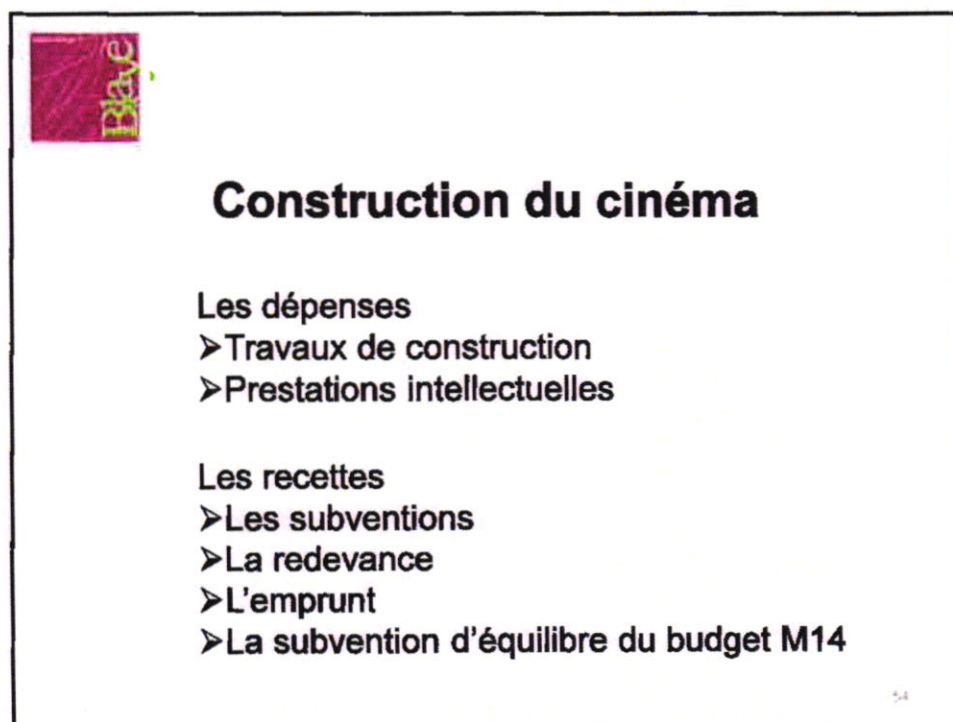 Blaye
Construction du cinéma
Les dépenses
➢Travaux de construction
➢Prestations intellectuelles
Les recettes
➢Les subventions
➢La redevance
➢L'emprunt
➢La subvention d'équilibre du budget M14
54